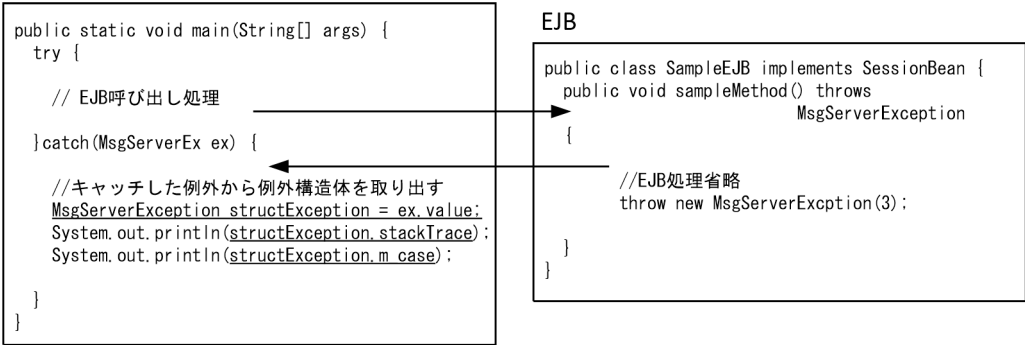 public static void main(String[] args) {
try {
// EJB呼び出し処理
}catch(MsgServerEx ex) {
//キャッチした例外から例外構造体を取り出す
MsgServerException structException = ex.value;
System.out.println(structException.stackTrace);
System.out.println(structException.m_case);
}
}
EJB
public class SampleEJB implements SessionBean {
public void sampleMethod() throws
MsgServerException
{
//EJB処理省略
throw new MsgServerExcption(3);
}
}